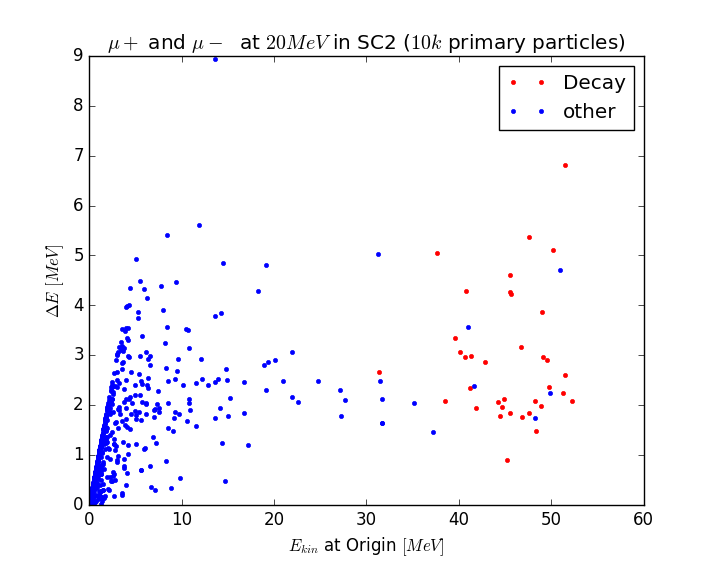 μ+ and μ− at 20MeV in SC2 (10k primary particles)
9
8
7
6
5
4
3
2
1
0
ΔE [MeV]
Decay
other
0 10 20 30 40 50 60
E_kin at Origin [MeV]